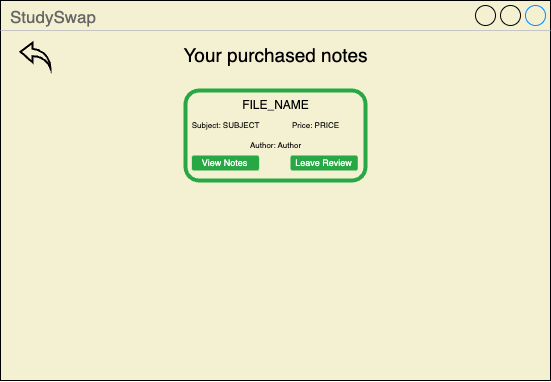 StudySwap
Your purchased notes
FILE_NAME
Subject: SUBJECT Price: PRICE
Author: Author
View Notes Leave Review